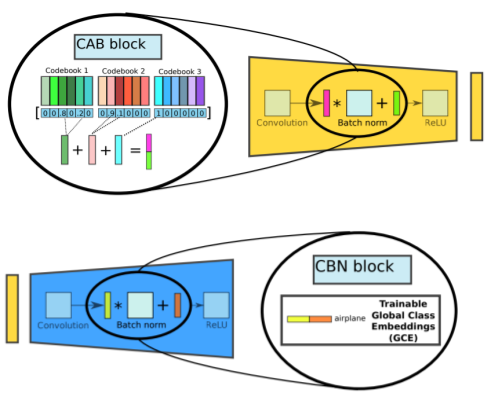 CAB block
Codebook 1 Codebook 2 Codebook 3
[ 0 0 .8 0 .2 0 0 .9 .1 0 0 0 1 0 0 0 0 0 ]
+ + =
Convolution * Batch norm + ReLU
CBN block
Trainable
Global Class
Embeddings
(GCE)
airplane
Convolution * Batch norm + ReLU